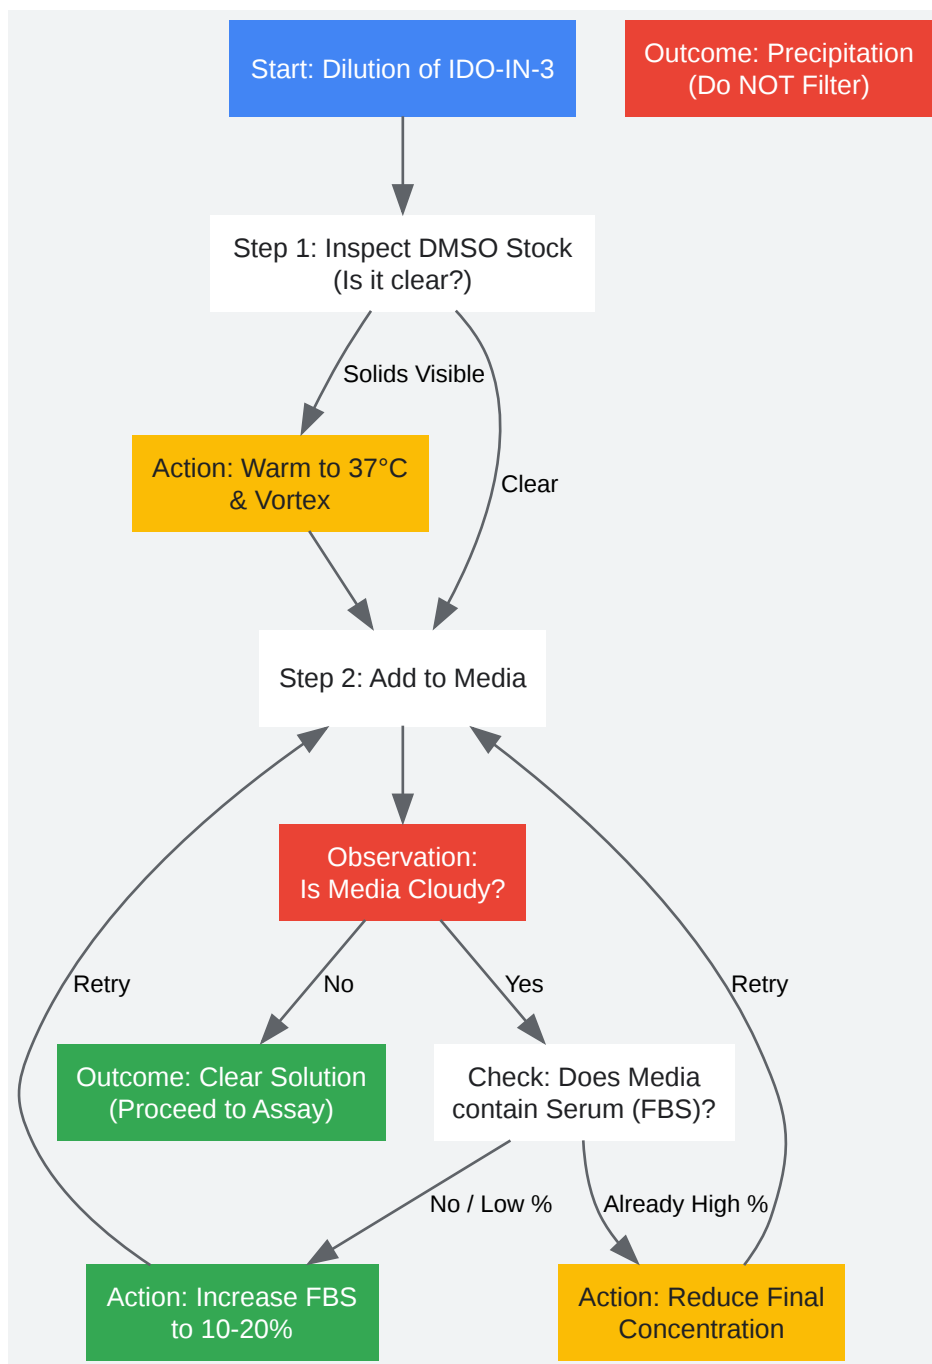 Start: Dilution of IDO-IN-3
Outcome: Precipitation
(Do NOT Filter)
Step 1: Inspect DMSO Stock
(Is it clear?)
Solids Visible
Action: Warm to 37°C
& Vortex
Clear
Step 2: Add to Media
Observation:
Is Media Cloudy?
Retry
No
Yes
Retry
Outcome: Clear Solution
(Proceed to Assay)
Check: Does Media
contain Serum (FBS)?
No / Low %
Already High %
Action: Increase FBS
to 10-20%
Action: Reduce Final
Concentration